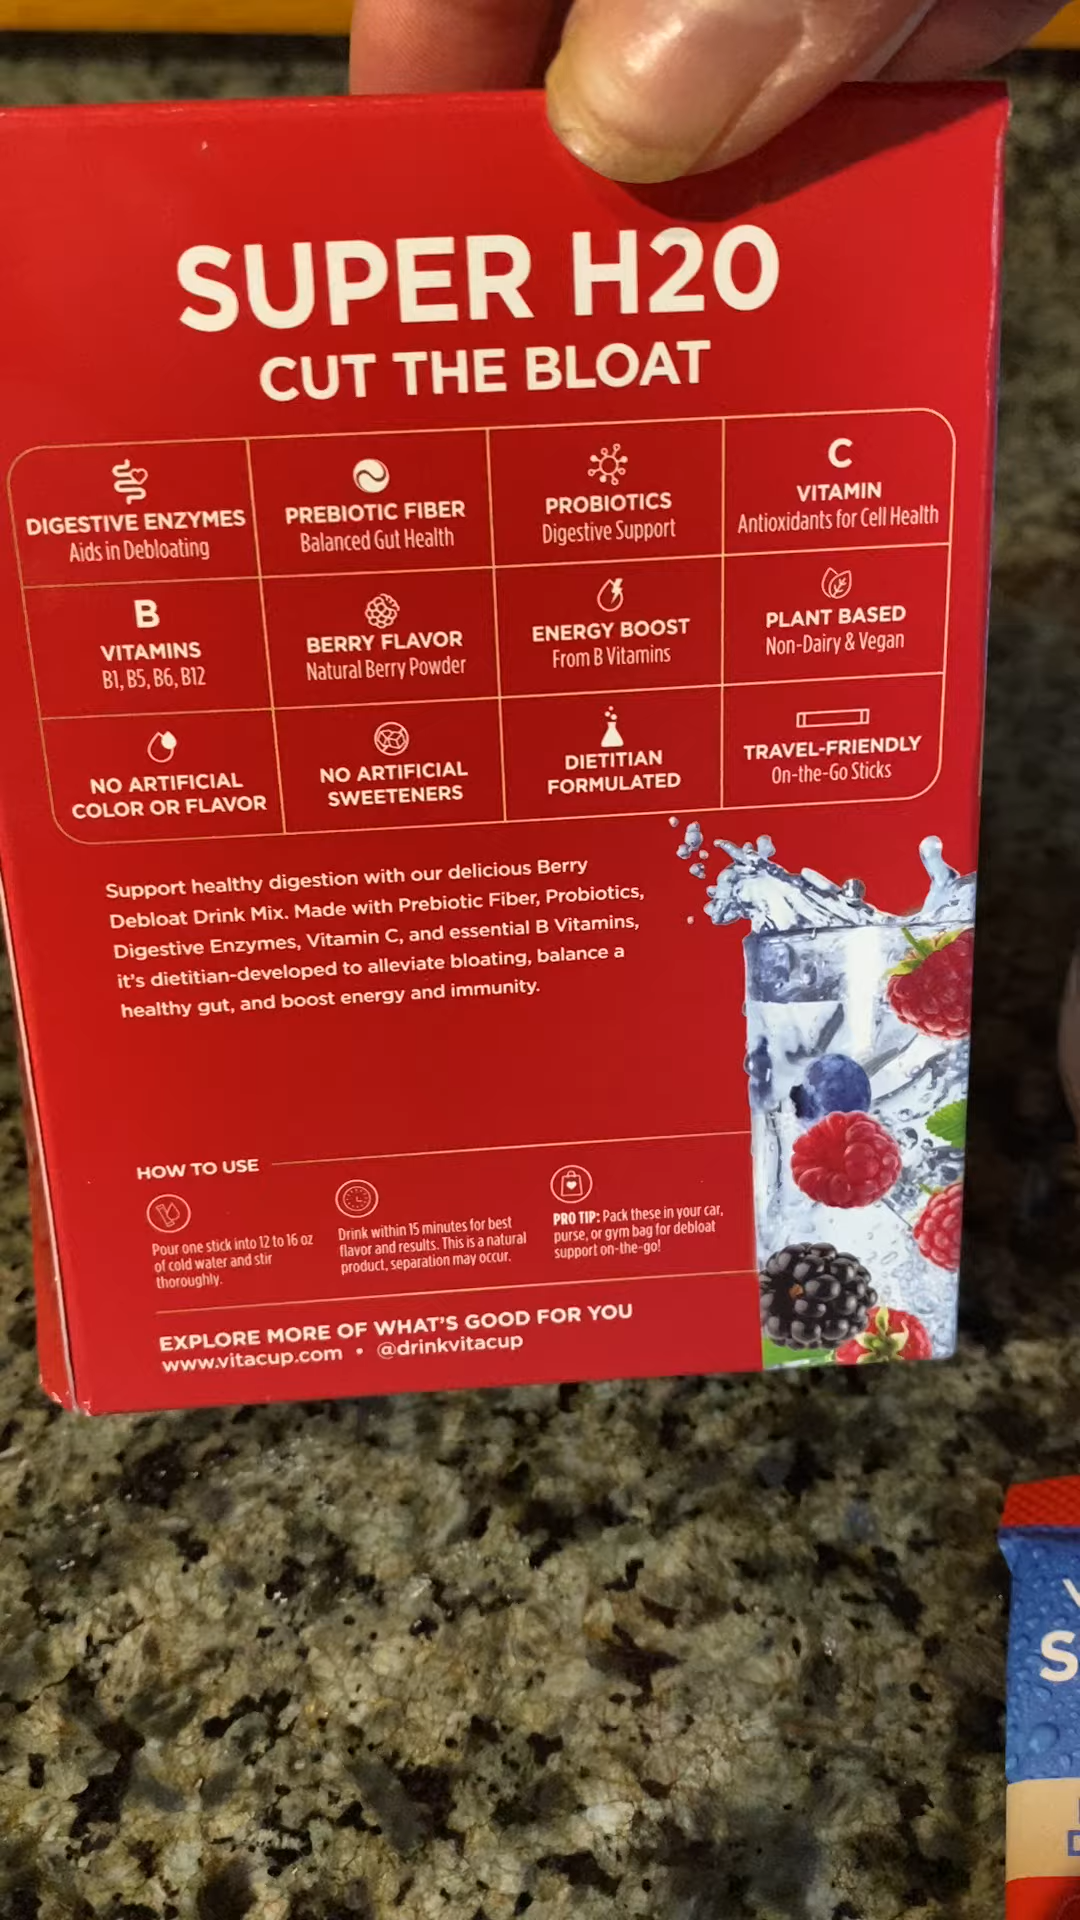 SUPER H20
CUT THE BLOAT
DIGESTIVE ENZYMES
Aids in Debloating
PREBIOTIC FIBER
Balanced Gut Health
PROBIOTICS
Digestive Support
C
VITAMIN
Antioxidants for Cell Health
B
VITAMINS
B1, B5, B6, B12
BERRY FLAVOR
Natural Berry Powder
ENERGY BOOST
From B Vitamins
PLANT BASED
Non-Dairy & Vegan
NO ARTIFICIAL
COLOR OR FLAVOR
NO ARTIFICIAL
SWEETENERS
DIETITIAN
FORMULATED
TRAVEL-FRIENDLY
On-the-Go Sticks
Support healthy digestion with our delicious Berry
Debloat Drink Mix. Made with Prebiotic Fiber, Probiotics,
Digestive Enzymes, Vitamin C, and essential B Vitamins,
it's dietitian-developed to alleviate bloating, balance a
healthy gut, and boost energy and immunity.
HOW TO USE
Pour one stick into 12 to 16 oz
of cold water and stir
thoroughly.
Drink within 15 minutes for best
flavor and results. This is a natural
product, separation may occur.
PRO TIP: Pack these in your car,
purse, or gym bag for debloat
support on-the-go!
EXPLORE MORE OF WHAT'S GOOD FOR YOU
www.vitacup.com • @drinkvitacup